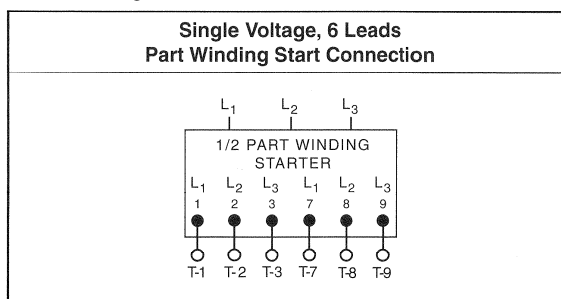 Single Voltage, 6 Leads
Part Winding Start Connection
L1 L2 L3
1/2 PART WINDING
STARTER
L1 L2 L3 L1 L2 L3
1 2 3 7 8 9
T-1 T-2 T-3 T-7 T-8 T-9